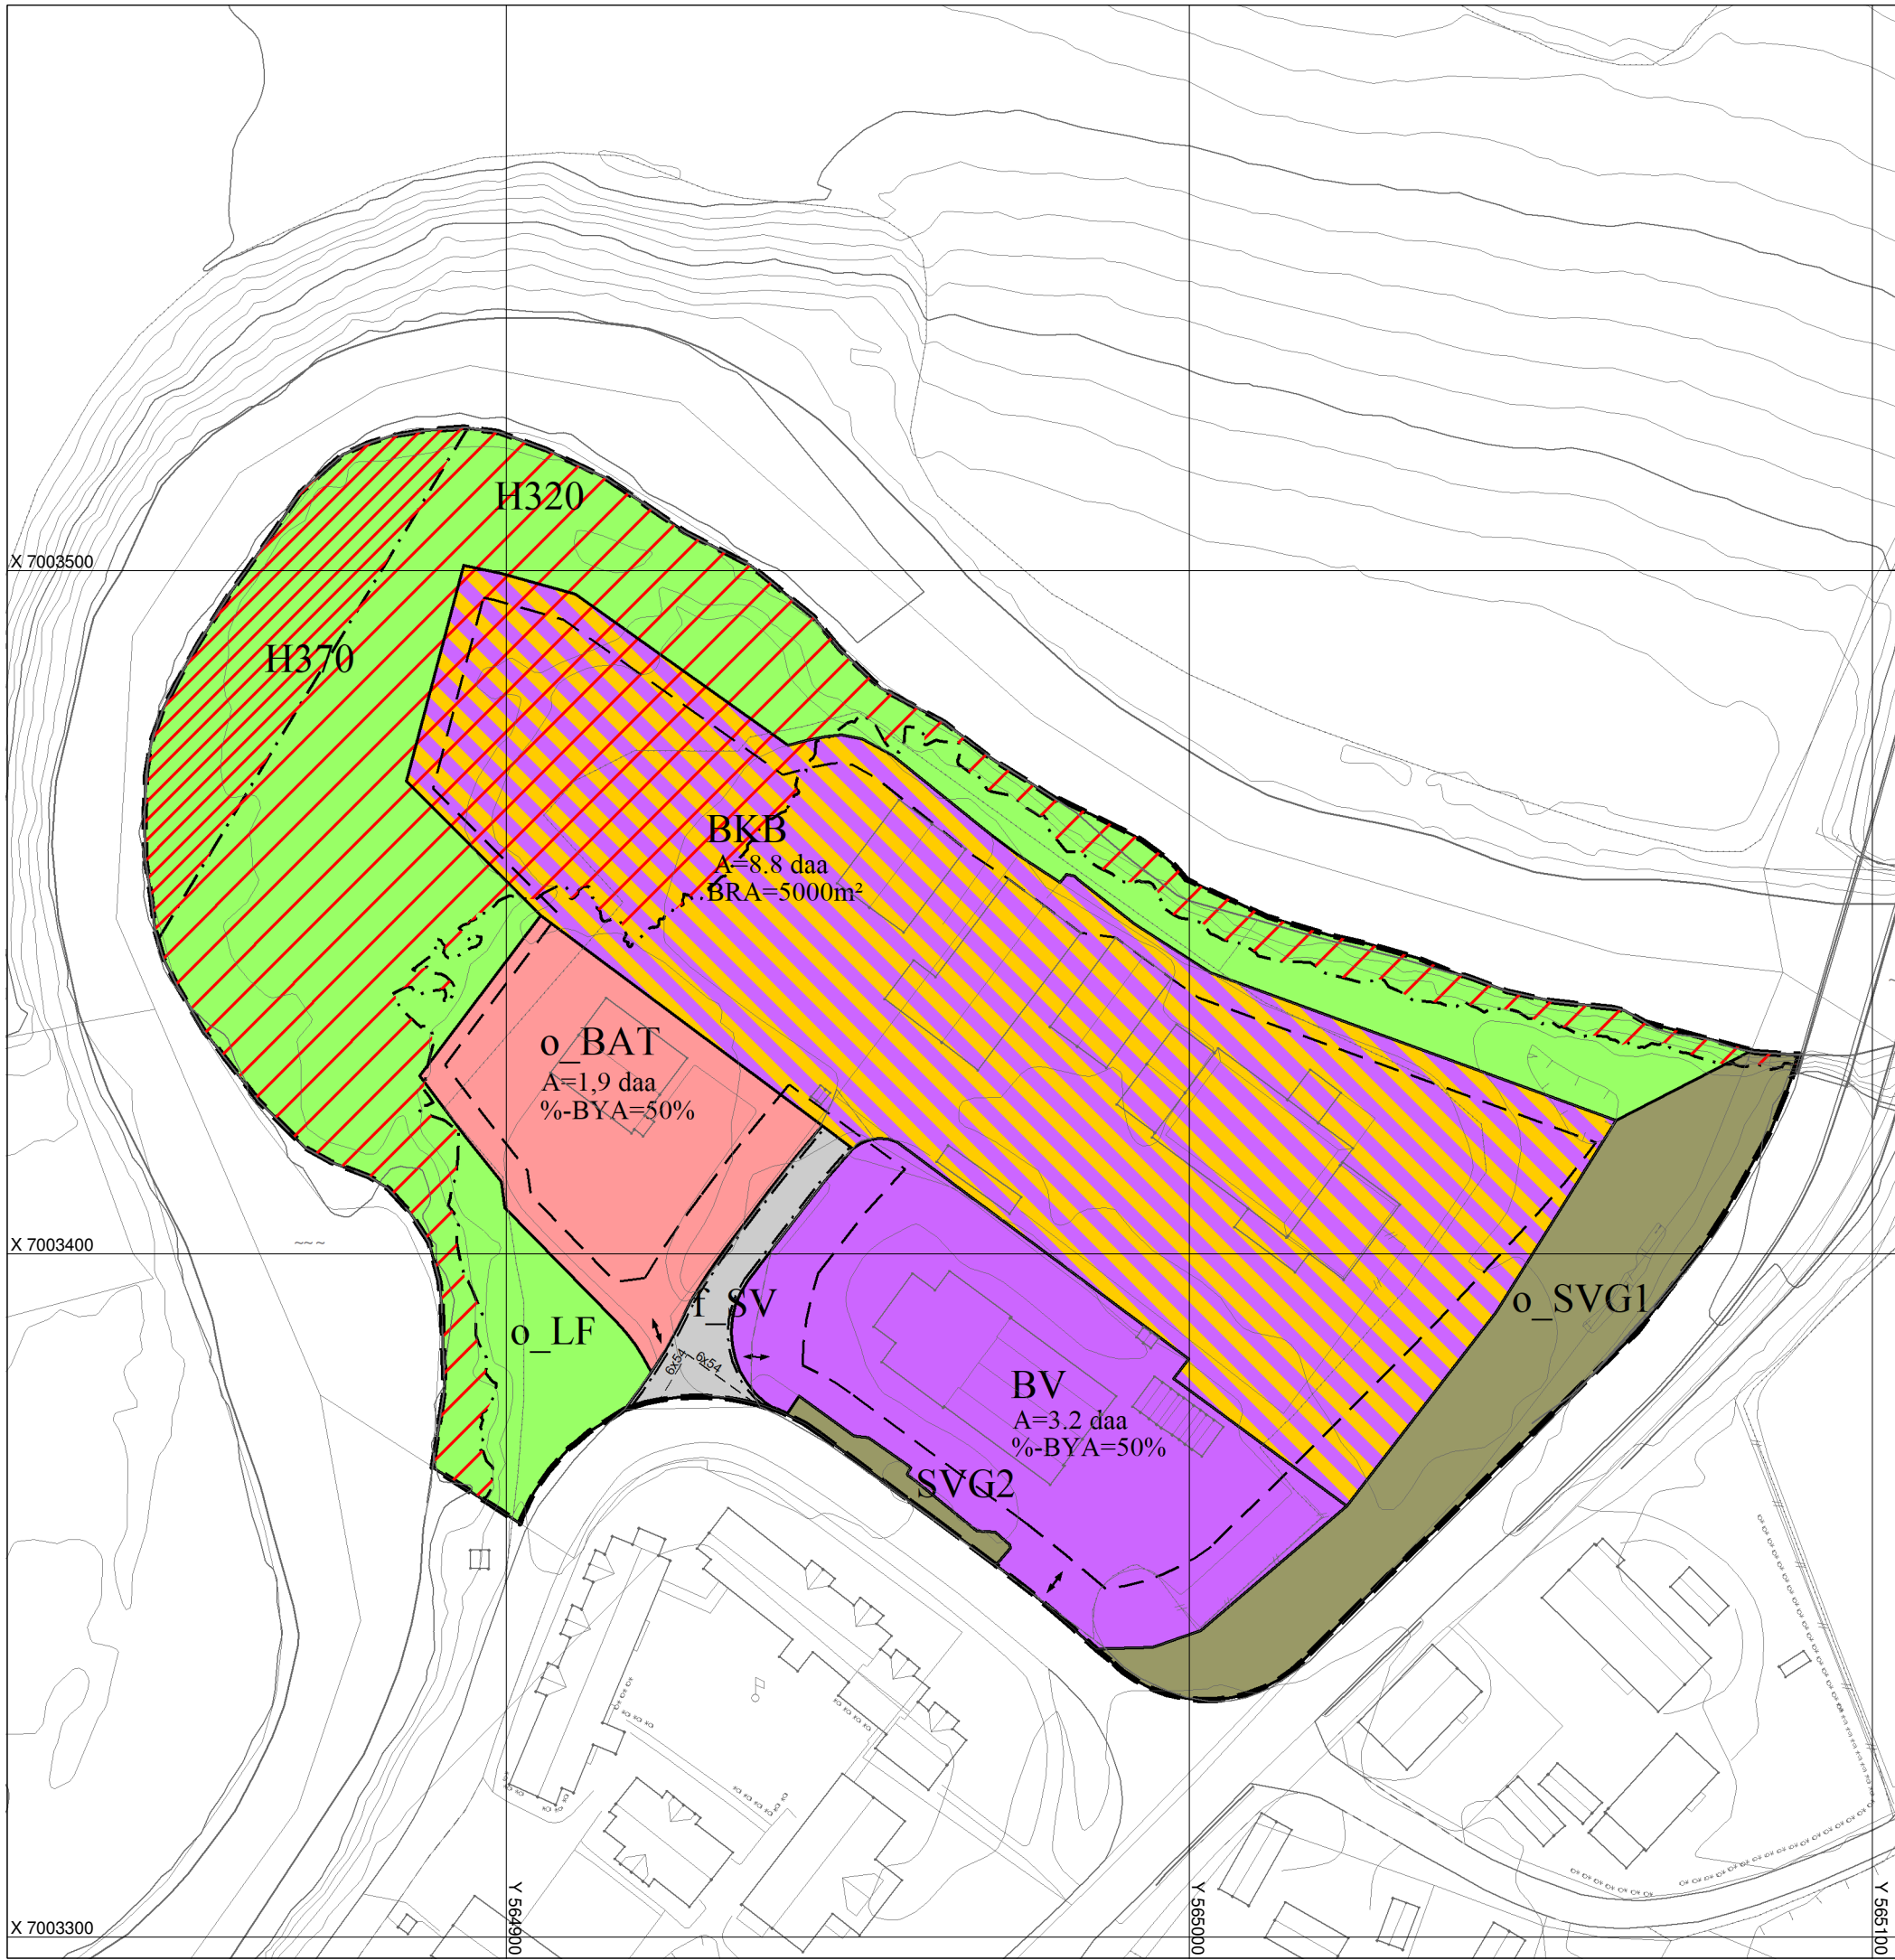 H320
X 7003500
H370
BKB
A=8.8 daa
BRA=5000m²
o_BAT
A=1,9 daa
%-BYA=50%
X 7003400
f_SV
o_SVG1
o_LF
6x54
6x54
BV
A=3.2 daa
%-BYA=50%
SVG2
Y 564900
Y 565000
Y 565100
X 7003300